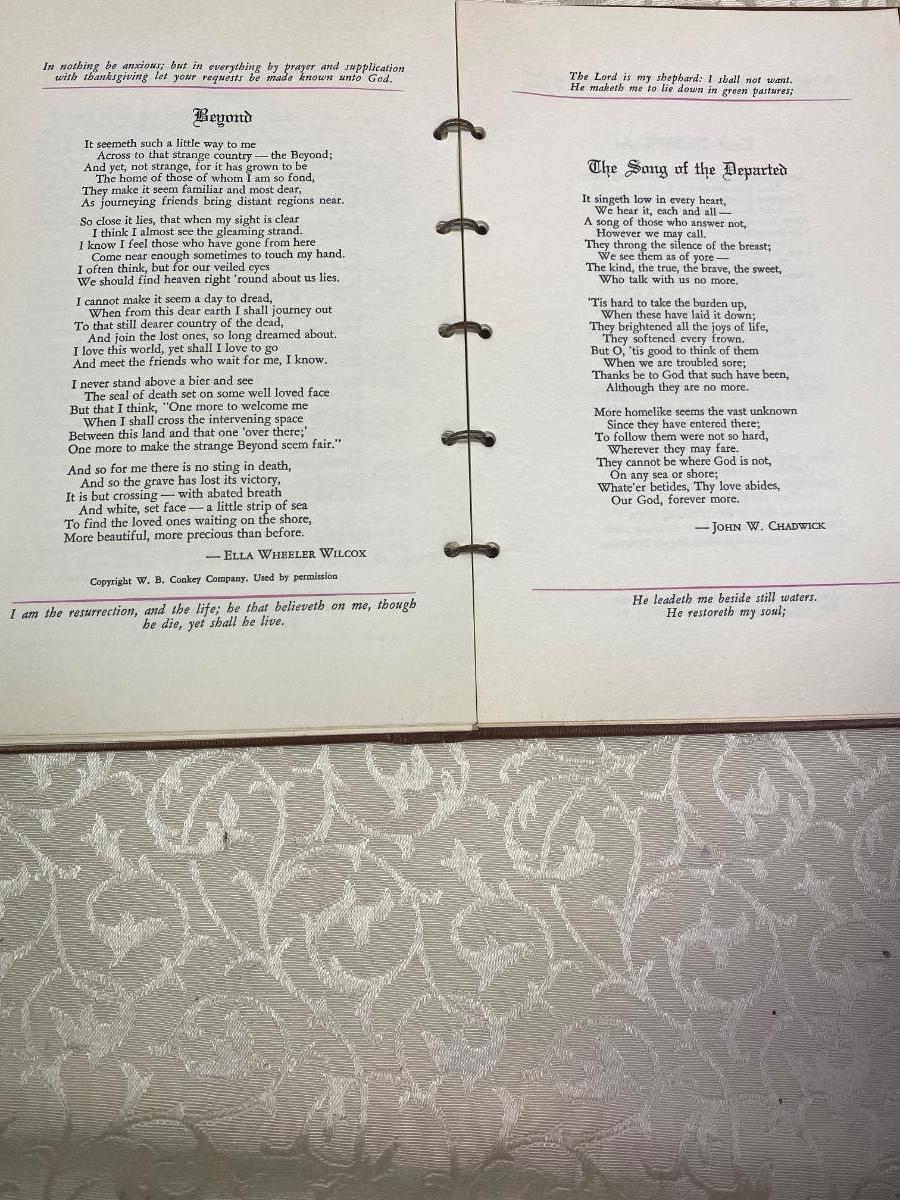 In nothing be anxious; but in everything by prayer and supplication
with thanksgiving let your requests be made known unto God.
Beyond
It seemeth such a little way to me
Across to that strange country — the Beyond;
And yet, not strange, for it has grown to be
The home of those of whom I am so fond,
They make it seem familiar and most dear,
As journeying friends bring distant regions near.
So close it lies, that when my sight is clear
I think I almost see the gleaming strand.
I know I feel those who have gone from here
Come near enough sometimes to touch my hand.
I often think, but for our veiled eyes
We should find heaven right 'round about us lies.
I cannot make it seem a day to dread,
When from this dear earth I shall journey out
To that still dearer country of the dead,
And join the lost ones, so long dreamed about.
I love this world, yet shall I love to go
And meet the friends who wait for me, I know.
I never stand above a bier and see
The seal of death set on some well loved face
But that I think, "One more to welcome me
When I shall cross the intervening space
Between this land and that one 'over there;'
One more to make the strange Beyond seem fair."
And so for me there is no sting in death,
And so the grave has lost its victory,
It is but crossing — with abated breath
And white, set face — a little strip of sea
To find the loved ones waiting on the shore,
More beautiful, more precious than before.
— ELLA WHEELER WILCOX
Copyright W. B. Conkey Company. Used by permission
I am the resurrection, and the life; he that believeth on me, though
he die, yet shall he live.
The Lord is my shephard: I shall not want.
He maketh me to lie down in green pastures;
The Song of the Departed
It singeth low in every heart,
We hear it, each and all —
A song of those who answer not,
However we may call.
They throng the silence of the breast;
We see them as of yore —
The kind, the true, the brave, the sweet,
Who talk with us no more.
'Tis hard to take the burden up,
When these have laid it down;
They brightened all the joys of life,
They softened every frown.
But O, 'tis good to think of them
When we are troubled sore;
Thanks be to God that such have been,
Although they are no more.
More homelike seems the vast unknown
Since they have entered there;
To follow them were not so hard,
Wherever they may fare.
They cannot be where God is not,
On any sea or shore;
Whate'er betides, Thy love abides,
Our God, forever more.
— JOHN W. CHADWICK
He leadeth me beside still waters.
He restoreth my soul;